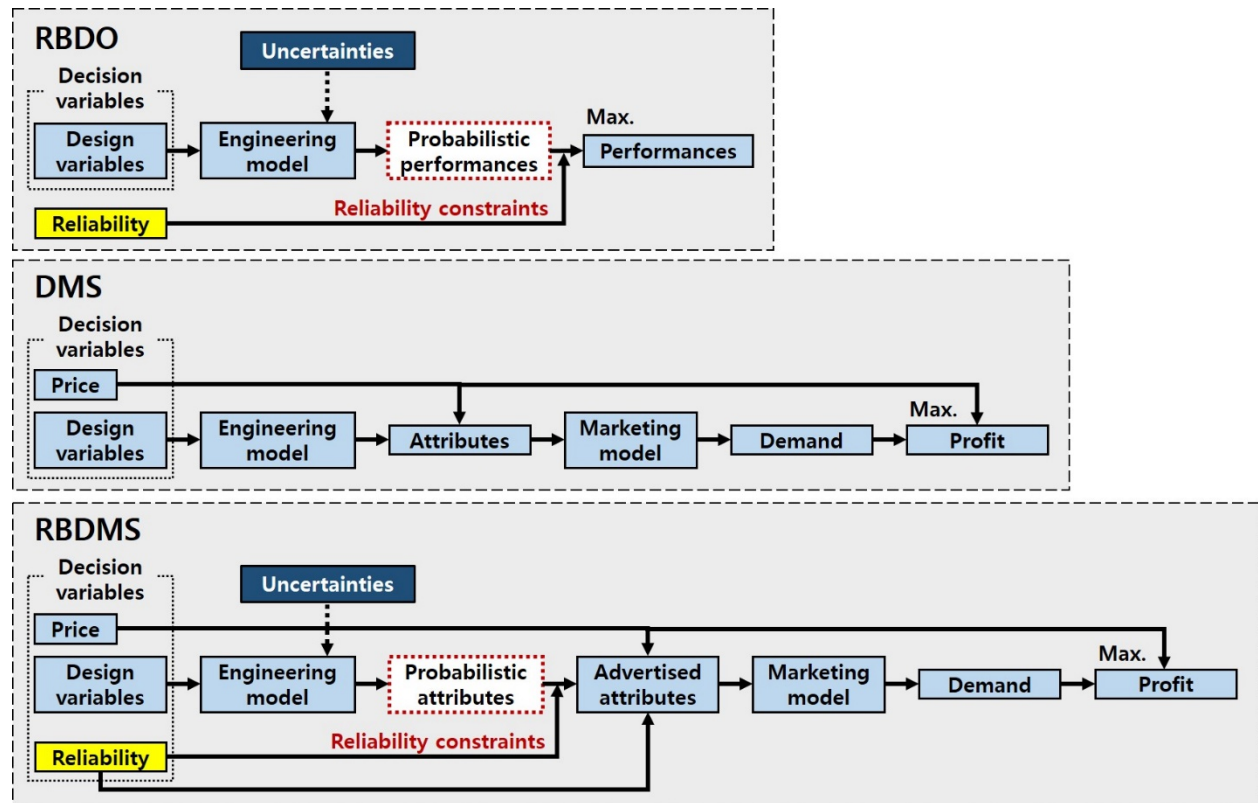 RBDO
Uncertainties
Decision
variables
Max.
Design
variables
Engineering
model
Probabilistic
performances
Performances
Reliability constraints
Reliability
DMS
Decision
variables
Price
Max.
Design
variables
Engineering
model
Attributes
Marketing
model
Demand
Profit
RBDMS
Decision
variables
Uncertainties
Price
Max.
Design
variables
Engineering
model
Probabilistic
attributes
Advertised
attributes
Marketing
model
Demand
Profit
Reliability constraints
Reliability